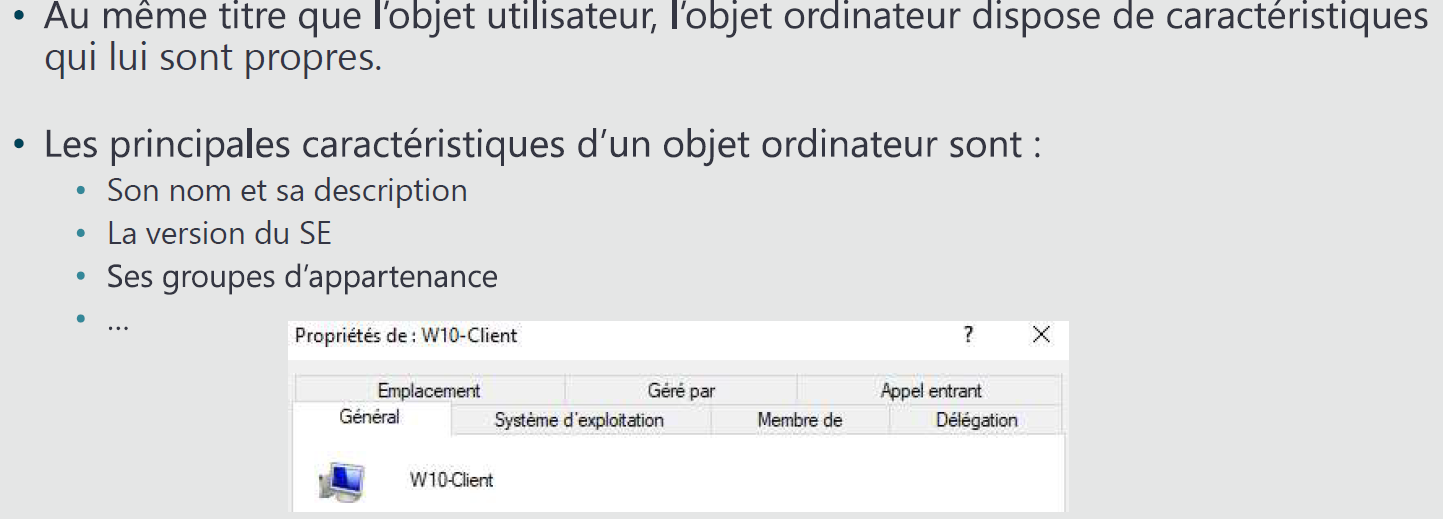 • Au même titre que l'objet utilisateur, l'objet ordinateur dispose de caractéristiques
qui lui sont propres.
• Les principales caractéristiques d'un objet ordinateur sont :
• Son nom et sa description
• La version du SE
• Ses groupes d'appartenance
• ...
Propriétés de : W10-Client ? ×
Emplacement Géré par Appel entrant
Général Système d'exploitation Membre de Délégation
W10-Client